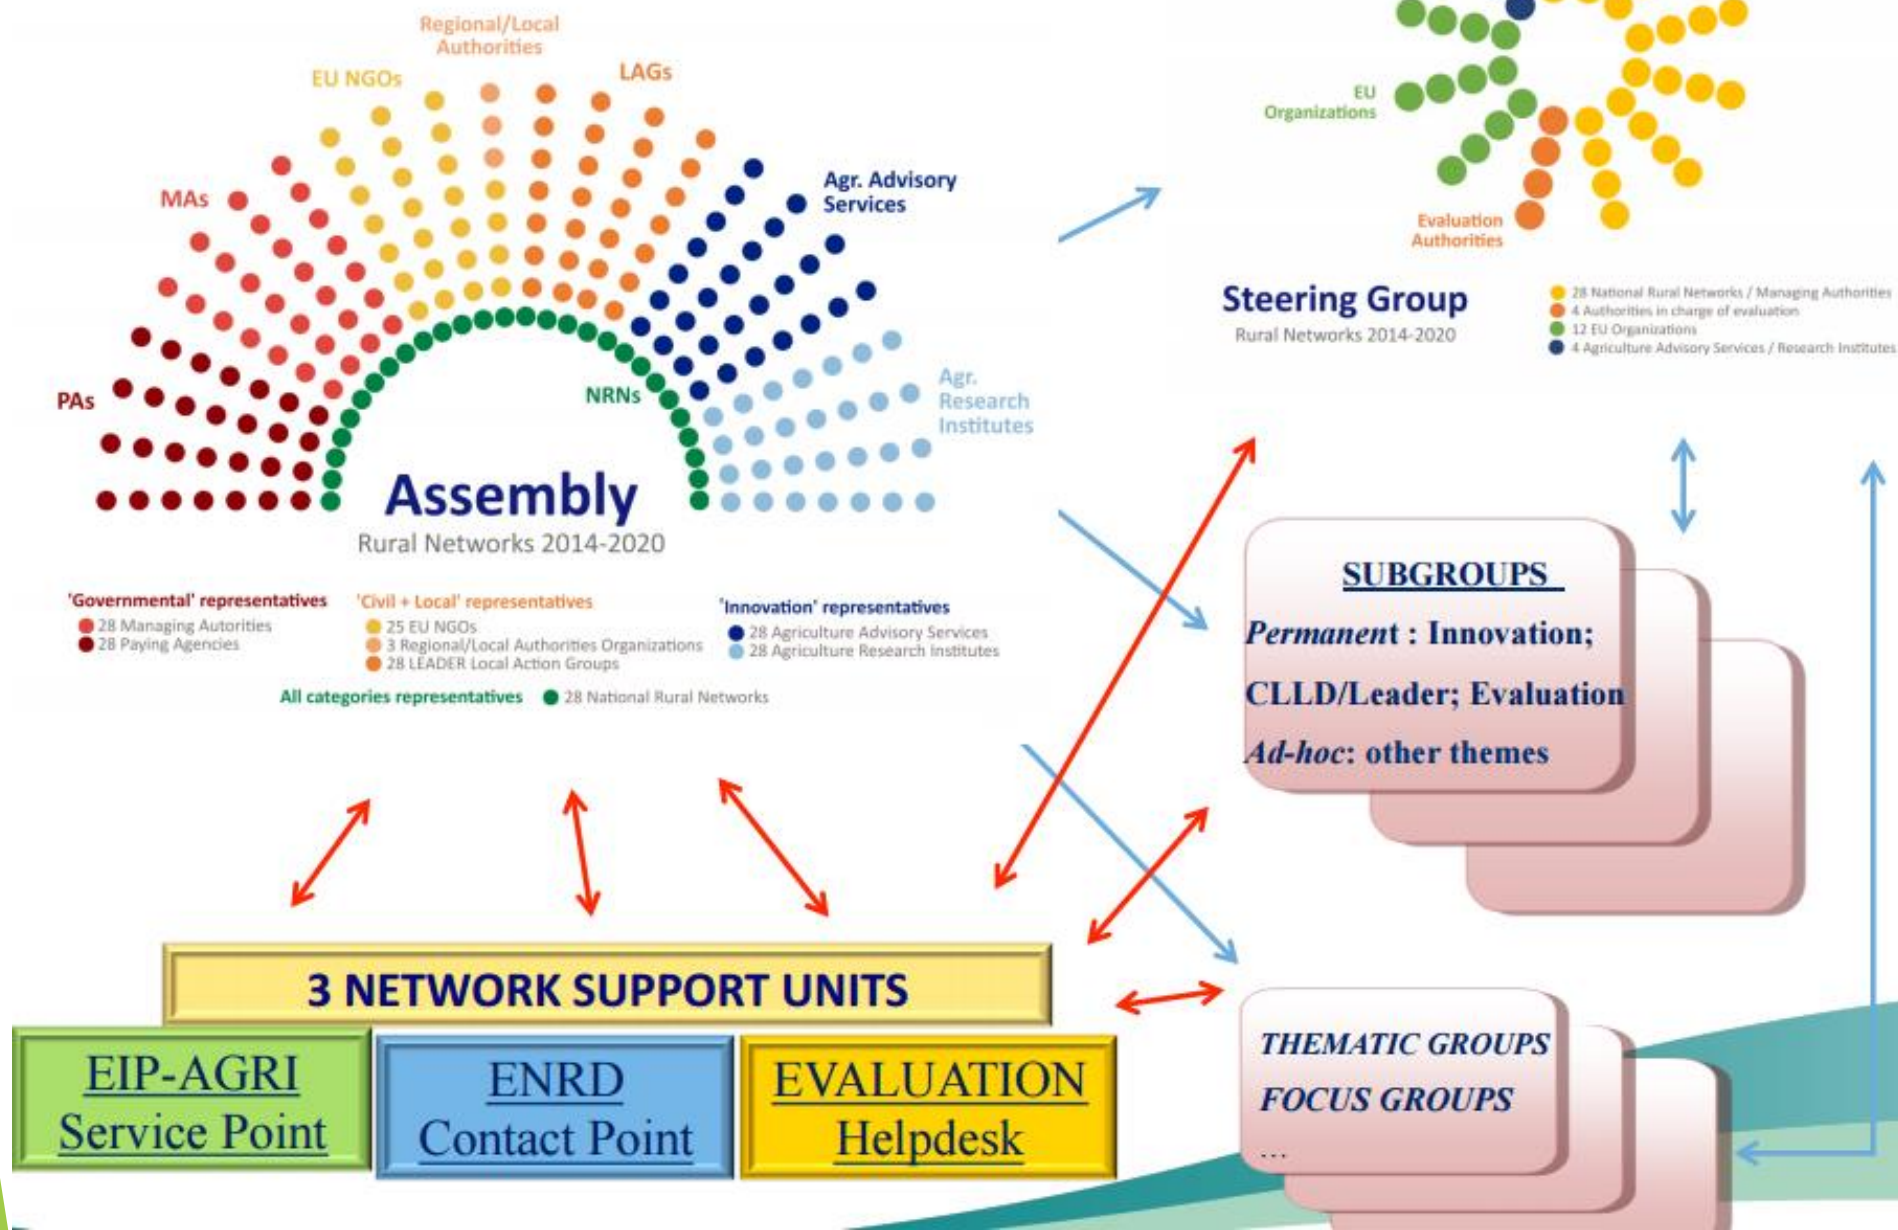 Regional/Local
Authorities
EU NGOs
LAGs
MAs
Agr. Advisory
Services
PAs
NRNs
Agr.
Research
Institutes
Assembly
Rural Networks 2014-2020
'Governmental' representatives
28 Managing Autorities
28 Paying Agencies
'Civil + Local' representatives
25 EU NGOs
3 Regional/Local Authorities Organizations
28 LEADER Local Action Groups
'Innovation' representatives
28 Agriculture Advisory Services
28 Agriculture Research Institutes
All categories representatives 28 National Rural Networks
EU
Organizations
Evaluation
Authorities
Steering Group
Rural Networks 2014-2020
28 National Rural Networks / Managing Authorities
4 Authorities in charge of evaluation
12 EU Organizations
4 Agriculture Advisory Services / Research Institutes
SUBGROUPS
Permanent : Innovation;
CLLD/Leader; Evaluation
Ad-hoc: other themes
3 NETWORK SUPPORT UNITS
EIP-AGRI
Service Point
ENRD
Contact Point
EVALUATION
Helpdesk
THEMATIC GROUPS
FOCUS GROUPS
...